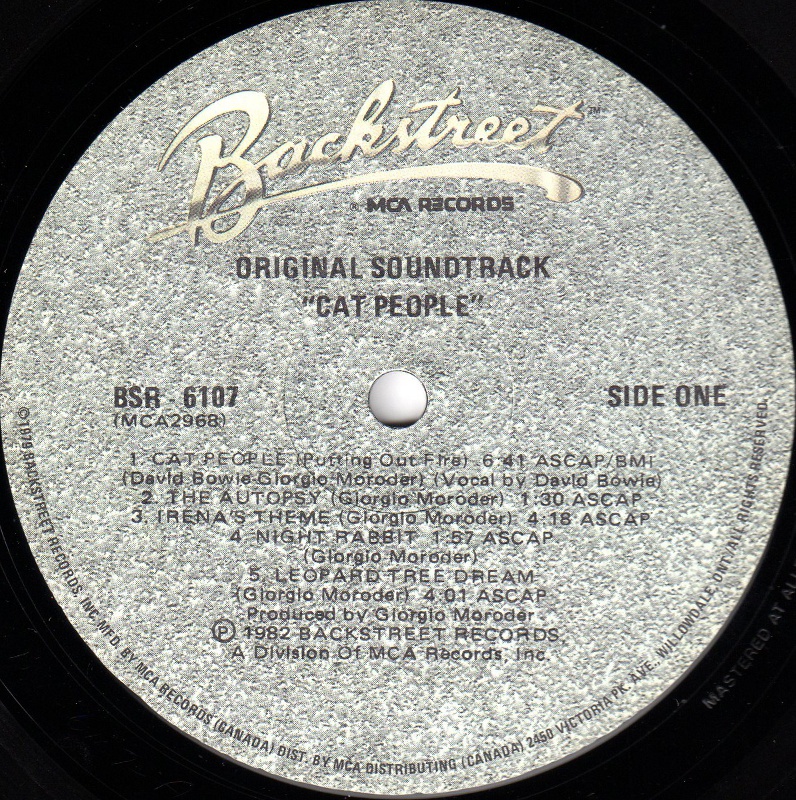 Backstreet™
® MCA RECORDS
ORIGINAL SOUNDTRACK
"CAT PEOPLE"
BSR - 6107
(MCA2968)
SIDE ONE
1. CAT PEOPLE (Putting Out Fire) 6:41 ASCAP/BMI
(David Bowie-Giorgio Moroder) (Vocal by David Bowie)
2. THE AUTOPSY (Giorgio Moroder) 1:30 ASCAP
3. IRENA'S THEME (Giorgio Moroder) 4:18 ASCAP
4. NIGHT RABBIT 1:57 ASCAP
(Giorgio Moroder)
5. LEOPARD TREE DREAM
(Giorgio Moroder) 4:01 ASCAP
Produced by Giorgio Moroder
Ⓟ 1982 BACKSTREET RECORDS,
A Division Of MCA Records, Inc.
©1979 BACKSTREET RECORDS, INC. MFD. BY MCA RECORDS (CANADA) DIST. BY MCA DISTRIBUTING (CANADA) 2450 VICTORIA PK. AVE., WILLOWDALE, ONT. ALL RIGHTS RESERVED.
MASTERED AT